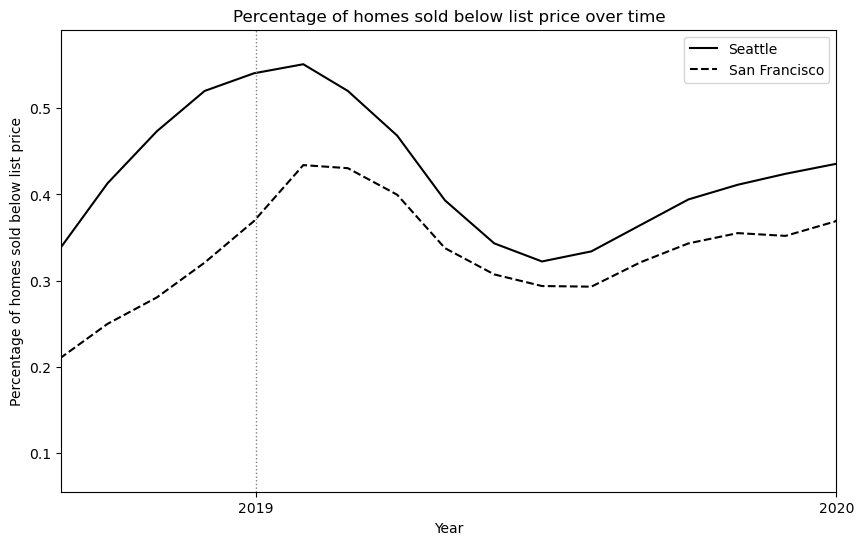 Percentage of homes sold below list price over time
Seattle
San Francisco
Percentage of homes sold below list price
0.5
0.4
0.3
0.2
0.1
2019
2020
Year